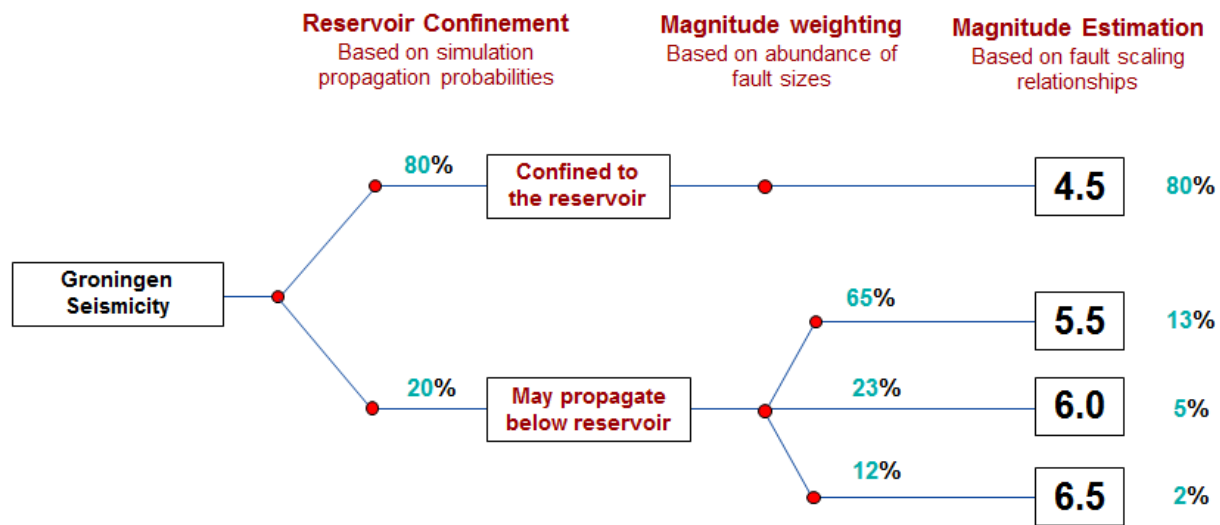 Reservoir Confinement
Based on simulation
propagation probabilities
Magnitude weighting
Based on abundance of
fault sizes
Magnitude Estimation
Based on fault scaling
relationships
80%
Confined to
the reservoir
4.5
80%
Groningen
Seismicity
65%
5.5
13%
20%
May propagate
below reservoir
23%
6.0
5%
12%
6.5
2%